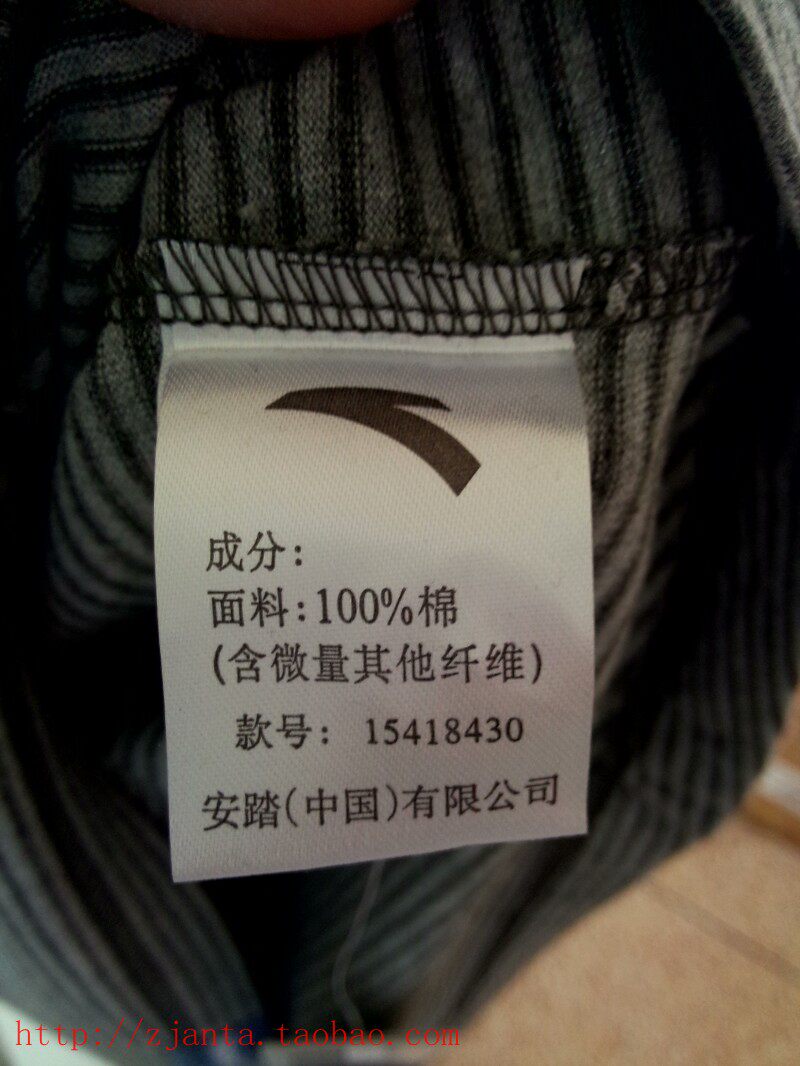 成分:
面料:100%棉
(含微量其他纤维)
款号: 15418430
安踏(中国)有限公司
http://zjanta.taobao.com